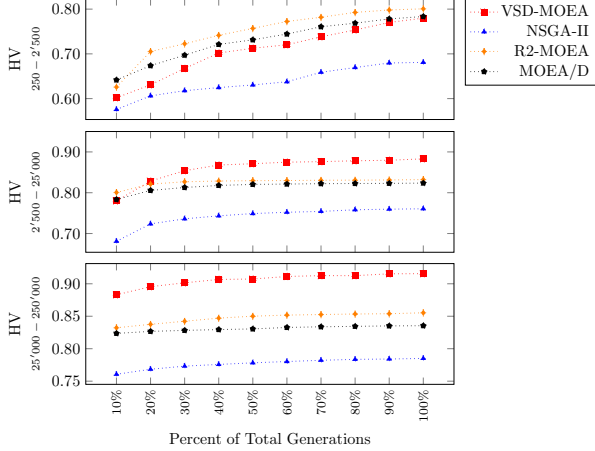 HV
250 − 2′500
0.80
0.70
0.60
VSD-MOEA
NSGA-II
R2-MOEA
MOEA/D
HV
2′500 − 25′000
0.90
0.80
0.70
HV
25′000 − 250′000
0.90
0.85
0.80
0.75
10%
20%
30%
40%
50%
60%
70%
80%
90%
100%
Percent of Total Generations